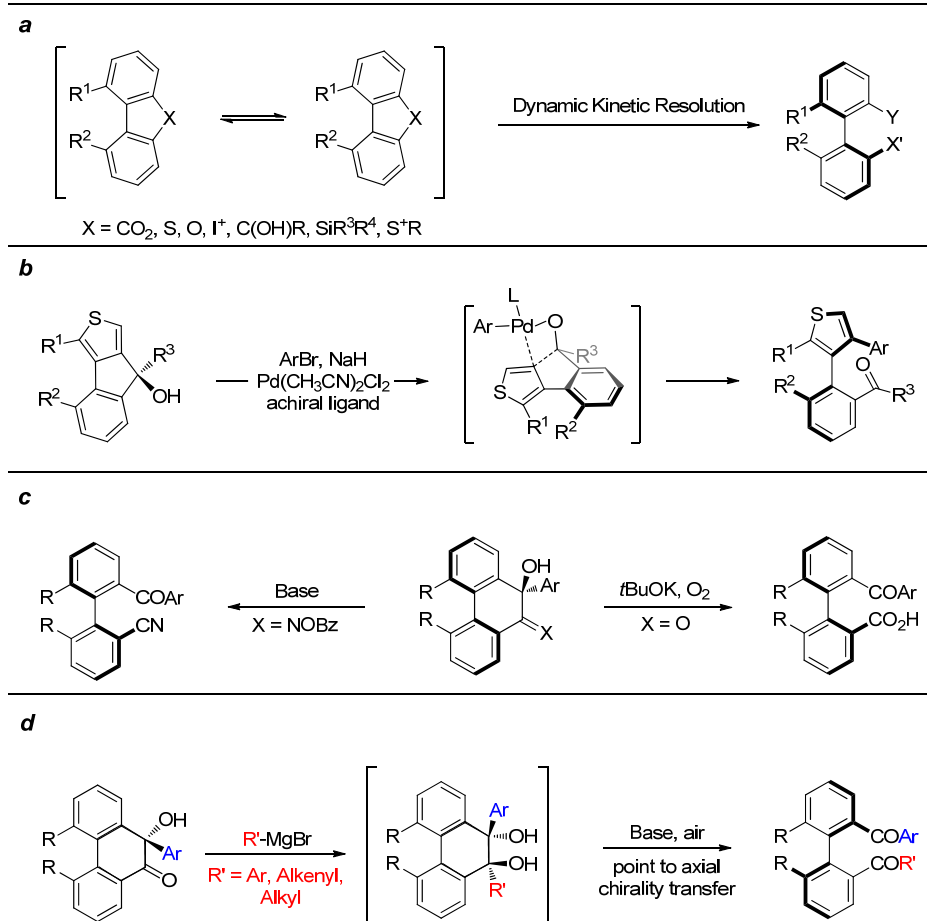 a
R1
R2
X
R1
R2
X
Dynamic Kinetic Resolution
R1
Y
R2
X'
X = CO2, S, O, I+, C(OH)R, SiR3R4, S+R
b
S
R1
R3
R2
OH
ArBr, NaH
Pd(CH3CN)2Cl2
achiral ligand
L
Ar
Pd
O
R3
S
R1
R2
S
R1
Ar
R2
O
R3
c
R
COAr
R
CN
Base
X = NOBz
OH
R
Ar
R
X
tBuOK, O2
X = O
R
COAr
R
CO2H
d
OH
R
Ar
R
O
R'-MgBr
R' = Ar, Alkenyl,
Alkyl
Ar
R
OH
R
OH
R'
Base, air
point to axial
chirality transfer
R
COAr
R
COR'